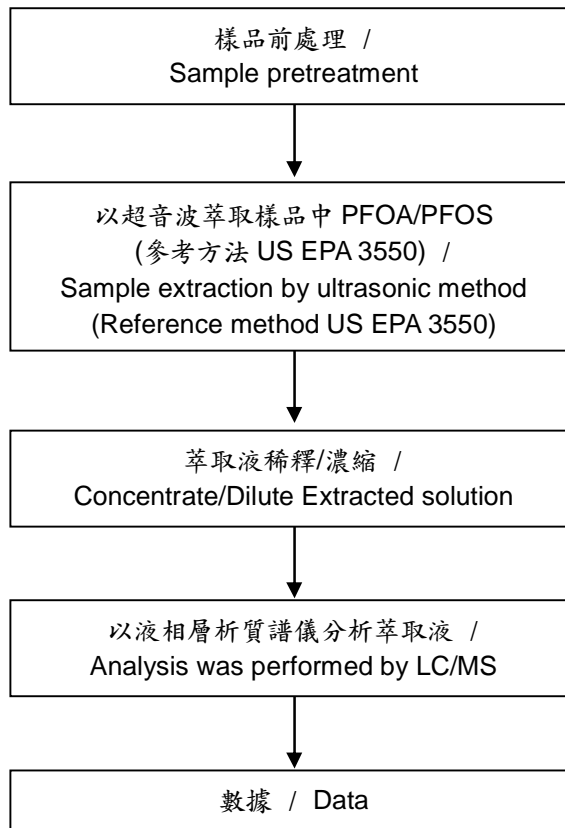 樣品前處理 /
Sample pretreatment
以超音波萃取樣品中 PFOA/PFOS
(參考方法 US EPA 3550) /
Sample extraction by ultrasonic method
(Reference method US EPA 3550)
萃取液稀釋/濃縮 /
Concentrate/Dilute Extracted solution
以液相層析質譜儀分析萃取液 /
Analysis was performed by LC/MS
數據 / Data